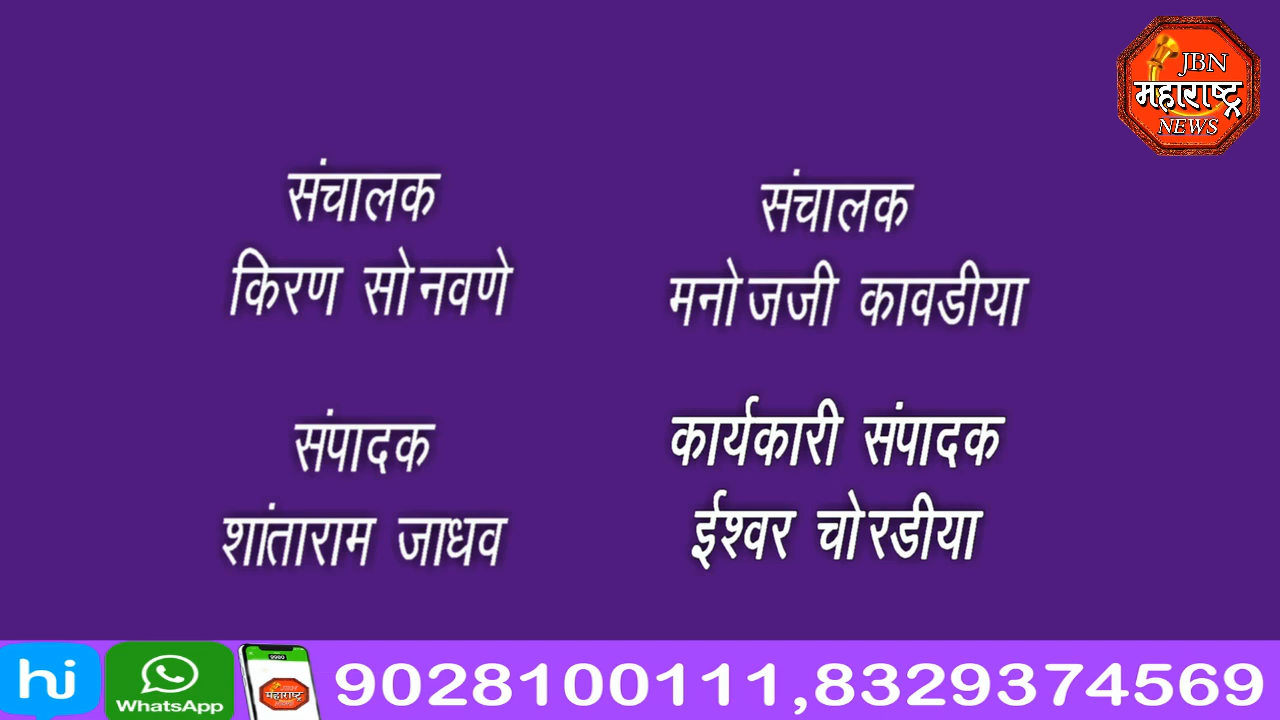 JBN
महाराष्ट्र
NEWS
संचालक
किरण सोनवणे
संचालक
मनोजजी कावडीया
संपादक
शांताराम जाधव
कार्यकारी संपादक
ईश्वर चोरडीया
hi
WhatsApp
महाराष्ट्र
9028100111,8329374569